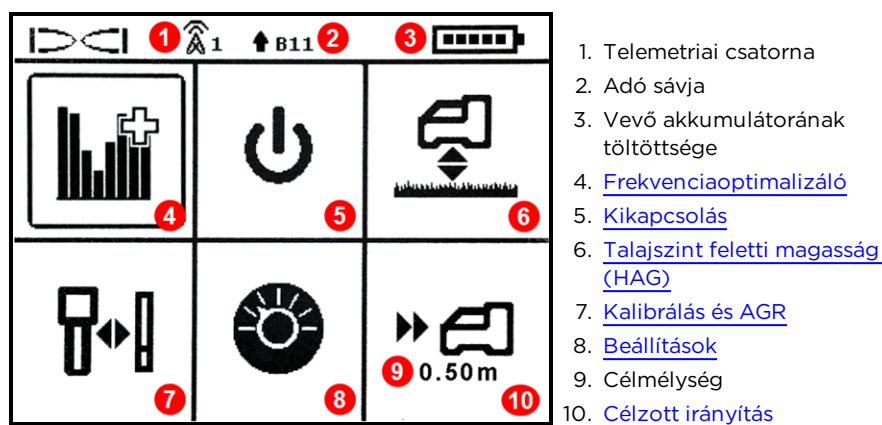 1
1
B11
2
3
4
5
6
7
8
9
0.50m
10
1. Telemetriai csatorna
2. Adó sávja
3. Vevő akkumulátorának
töltöttsége
4. Frekvenciaoptimalizáló
5. Kikapcsolás
6. Talajszint feletti magasság
(HAG)
7. Kalibrálás és AGR
8. Beállítások
9. Célmélység
10. Célzott irányítás